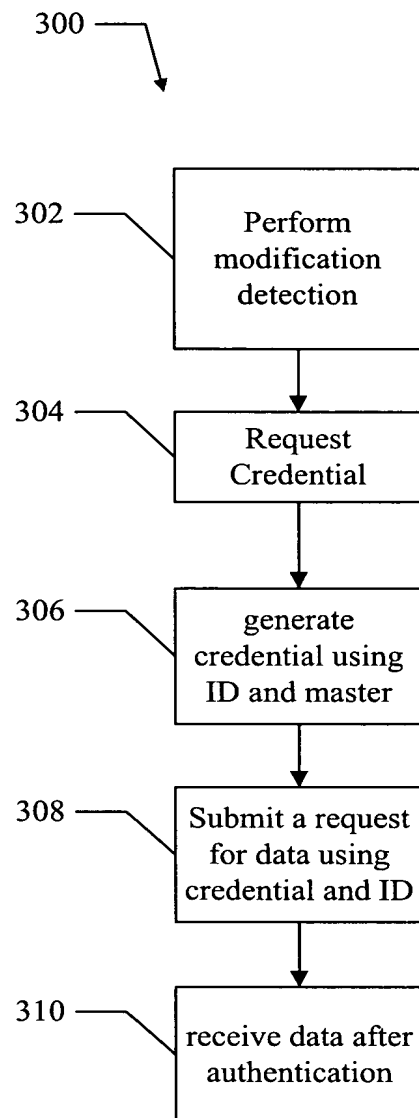 300
302
Perform
modification
detection
304
Request
Credential
306
generate
credential using
ID and master
308
Submit a request
for data using
credential and ID
310
receive data after
authentication